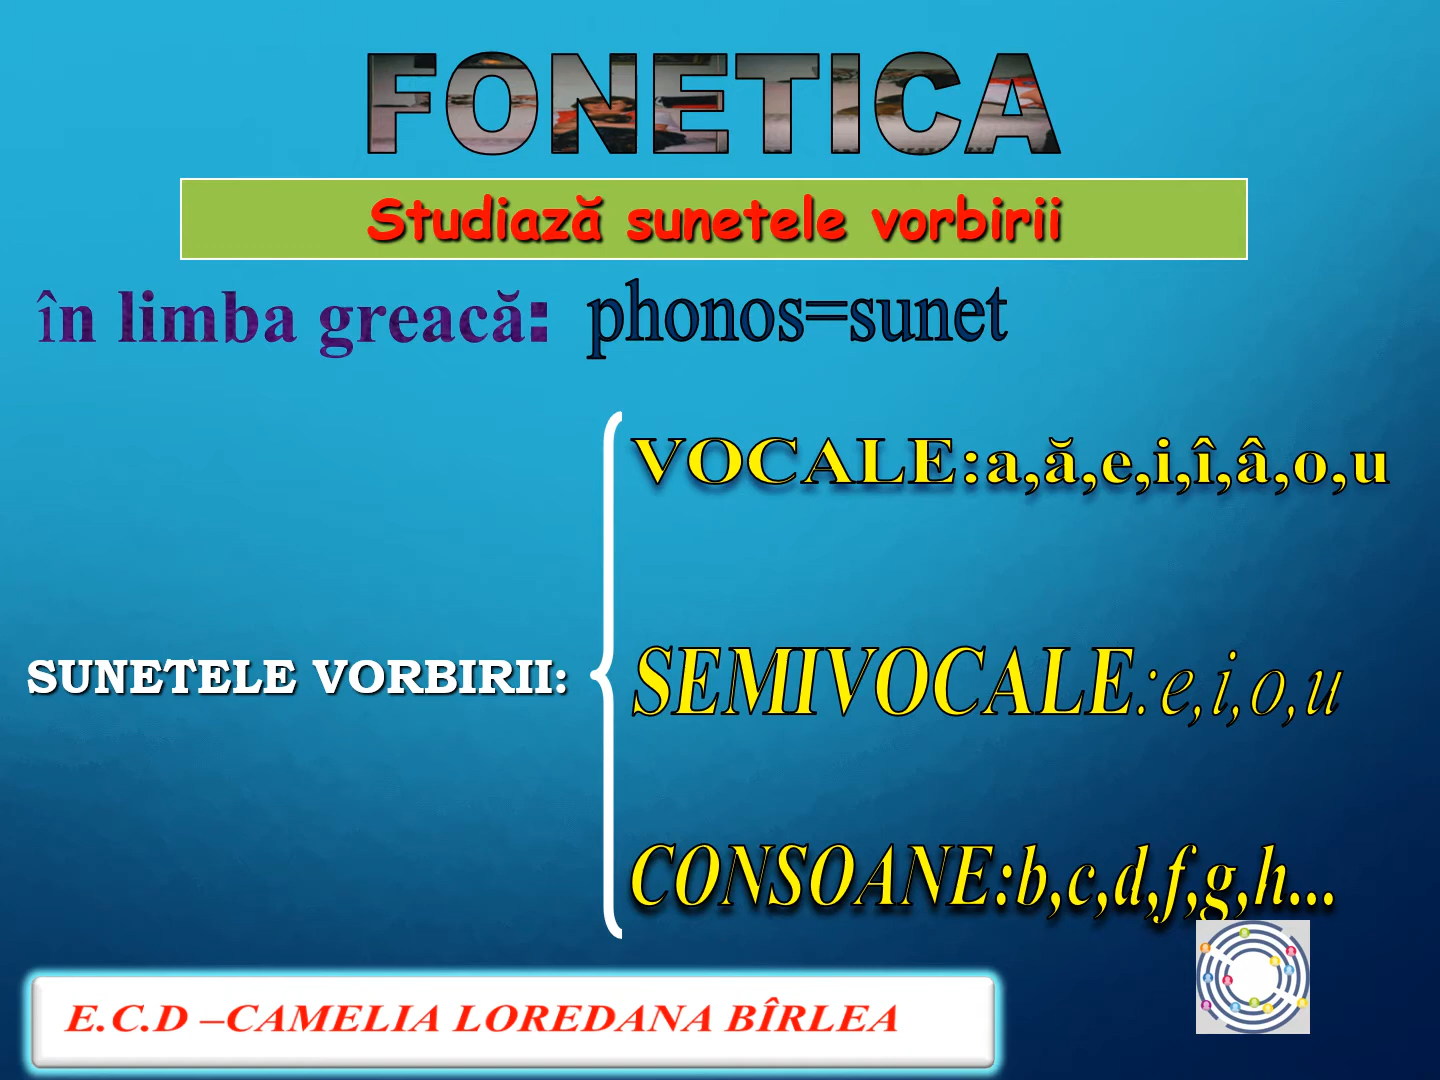 FONETICA
Studiază sunetele vorbirii
în limba greacă: phonos=sunet
VOCALE:a,ă,e,i,î,â,o,u
SUNETELE VORBIRII: SEMIVOCALE:e,i,o,u
CONSOANE:b,c,d,f,g,h...
E.C.D –CAMELIA LOREDANA BÎRLEA